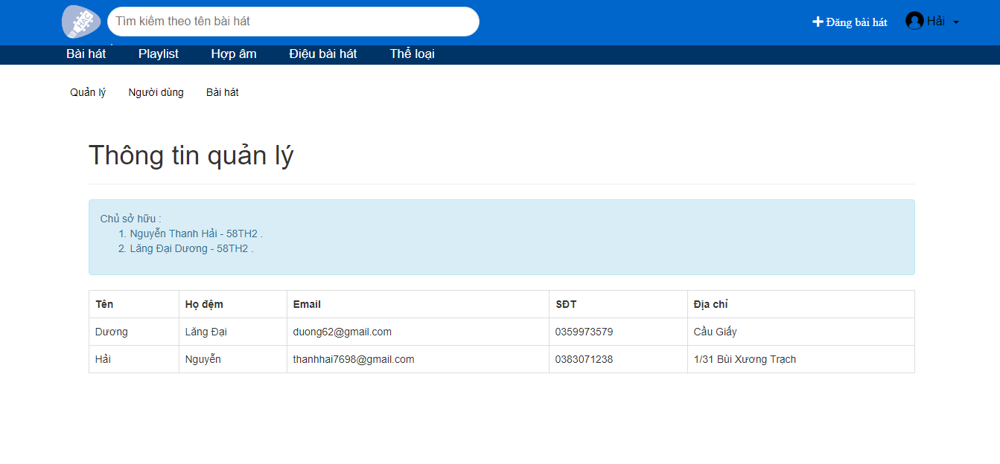 Tìm kiếm theo tên bài hát
Đăng bài hát
Hải
Bài hát Playlist Hợp âm Điệu bài hát Thể loại
Quản lý Người dùng Bài hát
Thông tin quản lý
Chủ sở hữu :
1. Nguyễn Thanh Hải - 58TH2 .
2. Lăng Đại Dương - 58TH2 .
Tên Họ đệm Email SĐT Địa chỉ
Dương Lăng Đại duong62@gmail.com 0359973579 Cầu Giấy
Hải Nguyễn thanhhai7698@gmail.com 0383071238 1/31 Bùi Xương Trạch